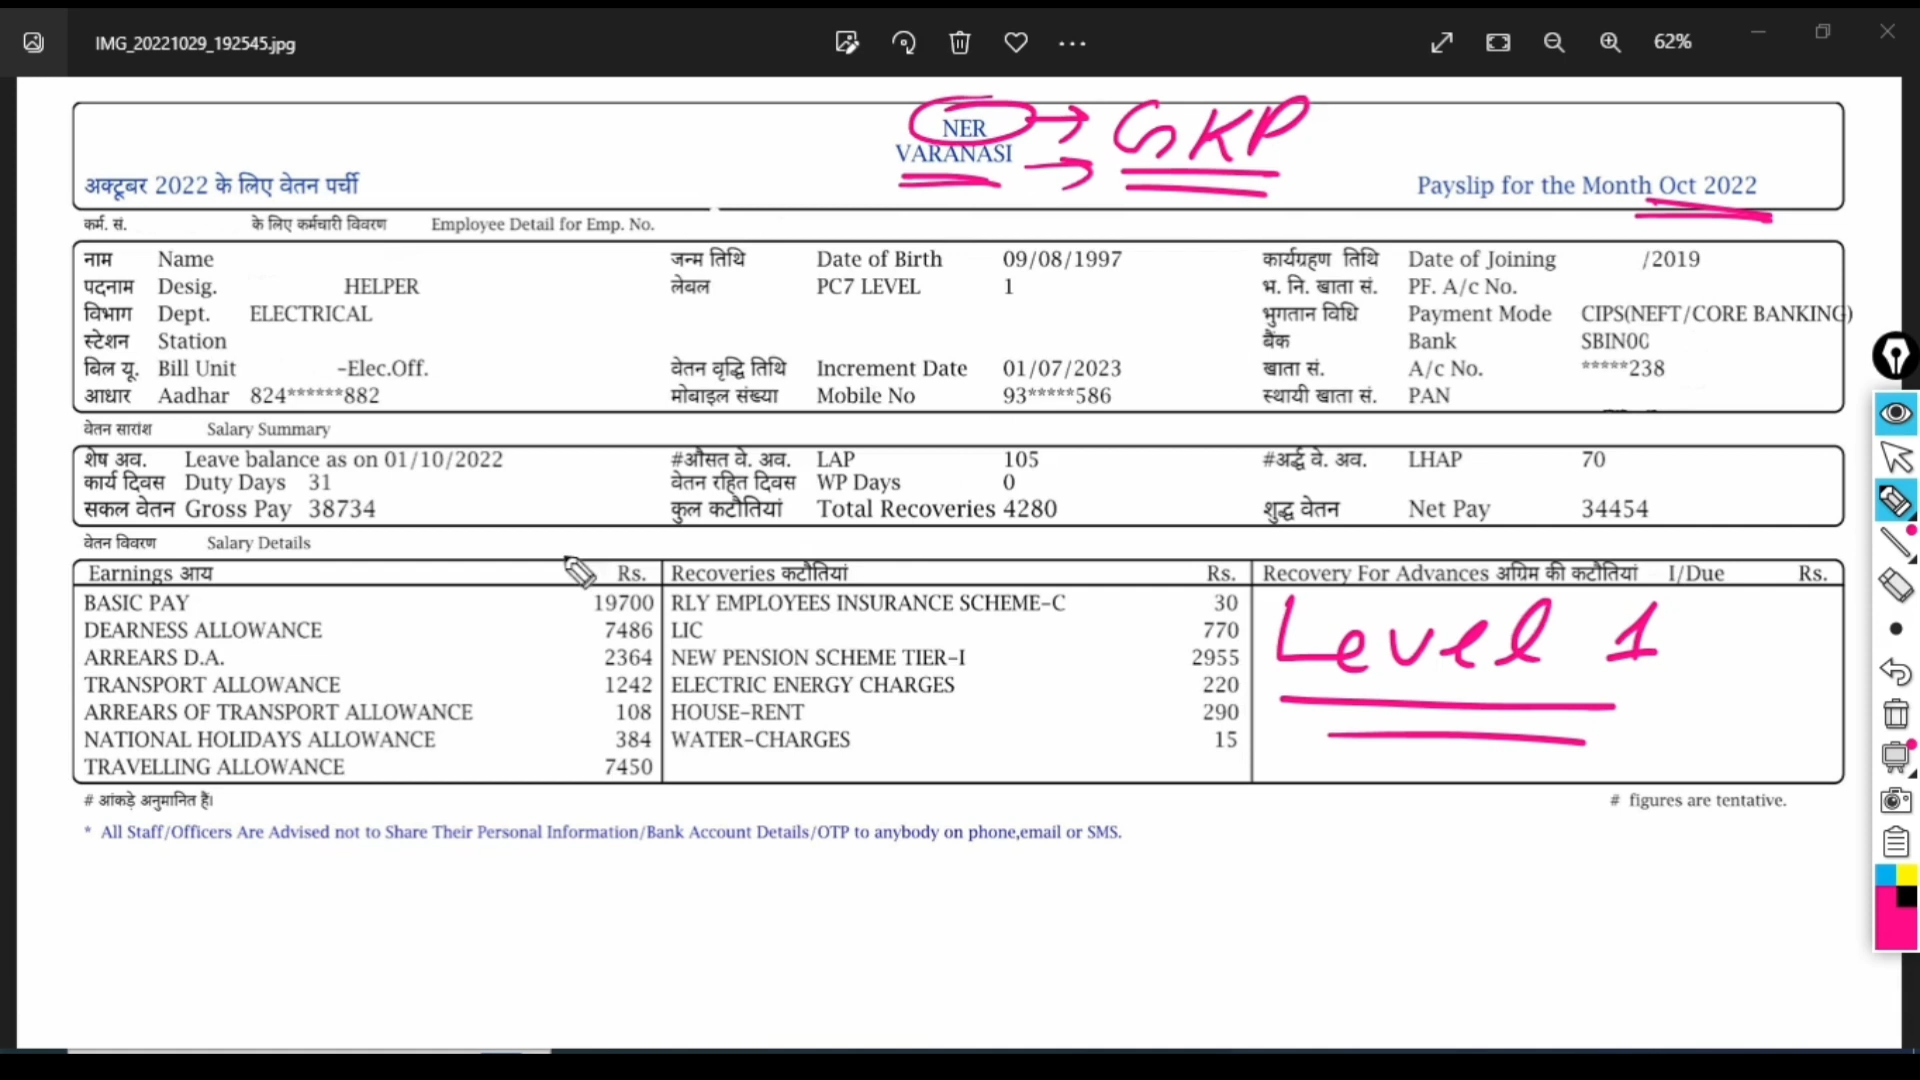 IMG_20221029_192545.jpg
62%
NER → GKP
VARANASI
अक्टूबर 2022 के लिए वेतन पर्ची
Payslip for the Month Oct 2022
कर्म. सं. के लिए कर्मचारी विवरण Employee Detail for Emp. No.
नाम Name जन्म तिथि Date of Birth 09/08/1997 कार्यग्रहण तिथि Date of Joining /2019
पदनाम Desig. HELPER लेबल PC7 LEVEL 1 भ. नि. खाता सं. PF. A/c No.
विभाग Dept. ELECTRICAL भुगतान विधि Payment Mode CIPS(NEFT/CORE BANKING)
स्टेशन Station बैंक Bank SBIN00
बिल यू. Bill Unit -Elec.Off. वेतन वृद्धि तिथि Increment Date 01/07/2023 खाता सं. A/c No. *****238
आधार Aadhar 824******882 मोबाइल संख्या Mobile No 93*****586 स्थायी खाता सं. PAN
वेतन सारांश Salary Summary
शेष अव. Leave balance as on 01/10/2022 #औसत वे. अव. LAP 105 #अर्द्ध वे. अव. LHAP 70
कार्य दिवस Duty Days 31 वेतन रहित दिवस WP Days 0
सकल वेतन Gross Pay 38734 कुल कटौतियां Total Recoveries 4280 शुद्ध वेतन Net Pay 34454
वेतन विवरण Salary Details
Earnings आय Rs. Recoveries कटौतियां Rs. Recovery For Advances अग्रिम की कटौतियां I/Due Rs.
BASIC PAY 19700 RLY EMPLOYEES INSURANCE SCHEME-C 30
DEARNESS ALLOWANCE 7486 LIC 770 Level 1
ARREARS D.A. 2364 NEW PENSION SCHEME TIER-I 2955
TRANSPORT ALLOWANCE 1242 ELECTRIC ENERGY CHARGES 220
ARREARS OF TRANSPORT ALLOWANCE 108 HOUSE-RENT 290
NATIONAL HOLIDAYS ALLOWANCE 384 WATER-CHARGES 15
TRAVELLING ALLOWANCE 7450
# आंकड़े अनुमानित हैं। # figures are tentative.
* All Staff/Officers Are Advised not to Share Their Personal Information/Bank Account Details/OTP to anybody on phone,email or SMS.